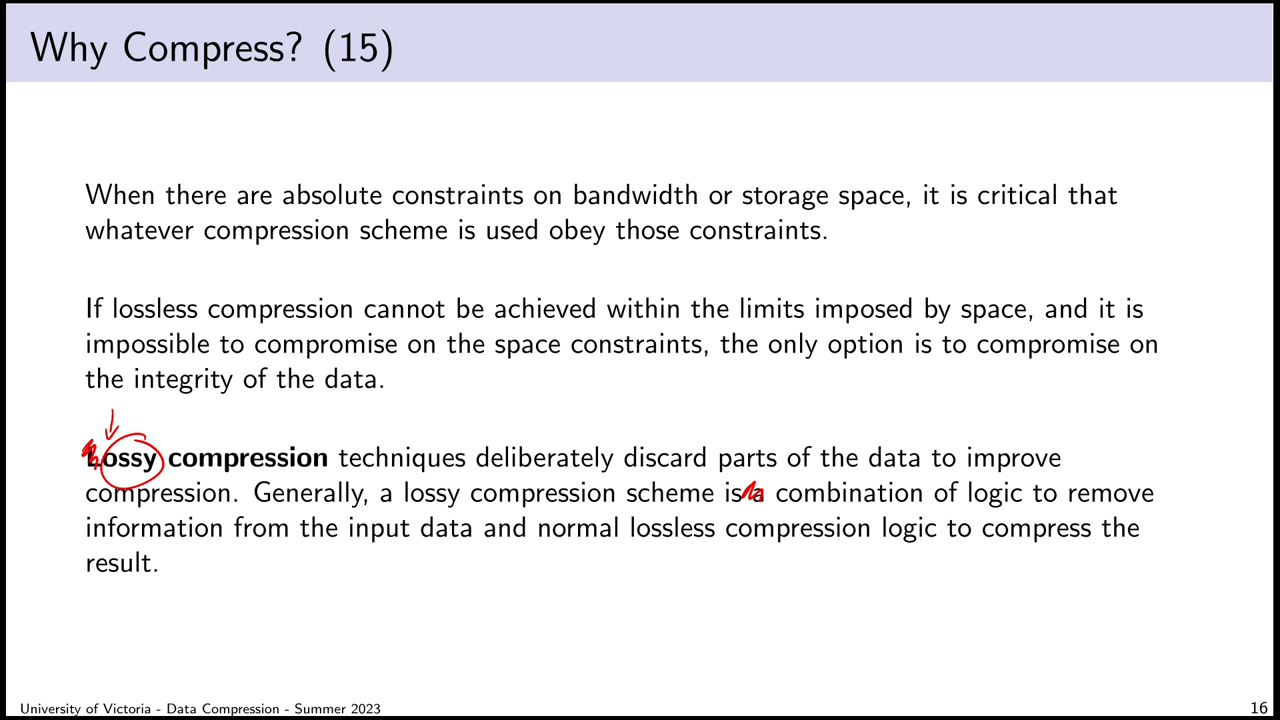 Why Compress? (15)
When there are absolute constraints on bandwidth or storage space, it is critical that
whatever compression scheme is used obey those constraints.
If lossless compression cannot be achieved within the limits imposed by space, and it is
impossible to compromise on the space constraints, the only option is to compromise on
the integrity of the data.
Lossy compression techniques deliberately discard parts of the data to improve
compression. Generally, a lossy compression scheme is a combination of logic to remove
information from the input data and normal lossless compression logic to compress the
result.
University of Victoria - Data Compression - Summer 2023
16